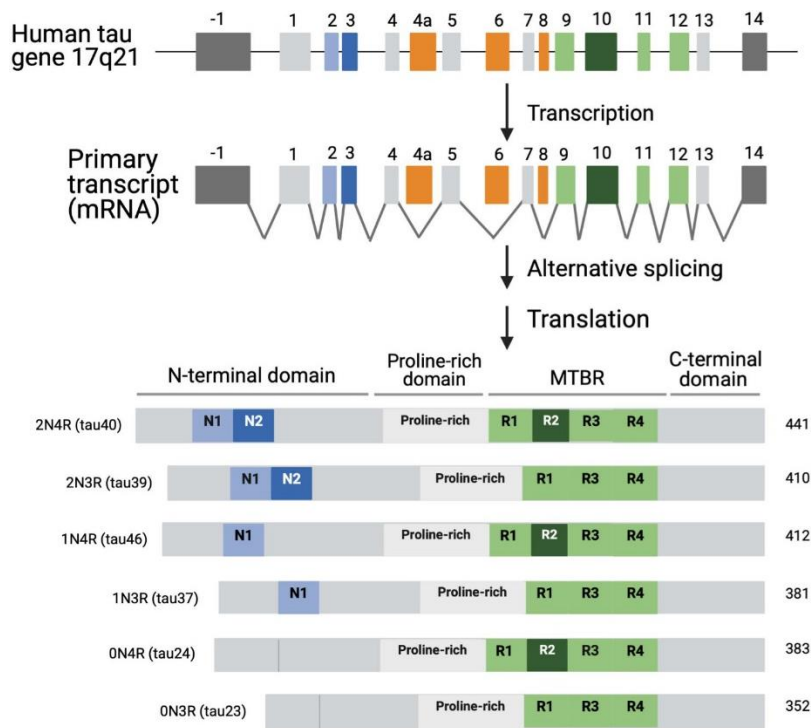 -1 1 2 3 4 4a 5 6 7 8 9 10 11 12 13 14
Human tau
gene 17q21
Transcription
-1 1 2 3 4 4a 5 6 7 8 9 10 11 12 13 14
Primary
transcript
(mRNA)
Alternative splicing
Translation
N-terminal domain
Proline-rich
domain
MTBR
C-terminal
domain
2N4R (tau40) N1 N2 Proline-rich R1 R2 R3 R4 441
2N3R (tau39) N1 N2 Proline-rich R1 R3 R4 410
1N4R (tau46) N1 Proline-rich R1 R2 R3 R4 412
1N3R (tau37) N1 Proline-rich R1 R3 R4 381
0N4R (tau24) Proline-rich R1 R2 R3 R4 383
0N3R (tau23) Proline-rich R1 R3 R4 352